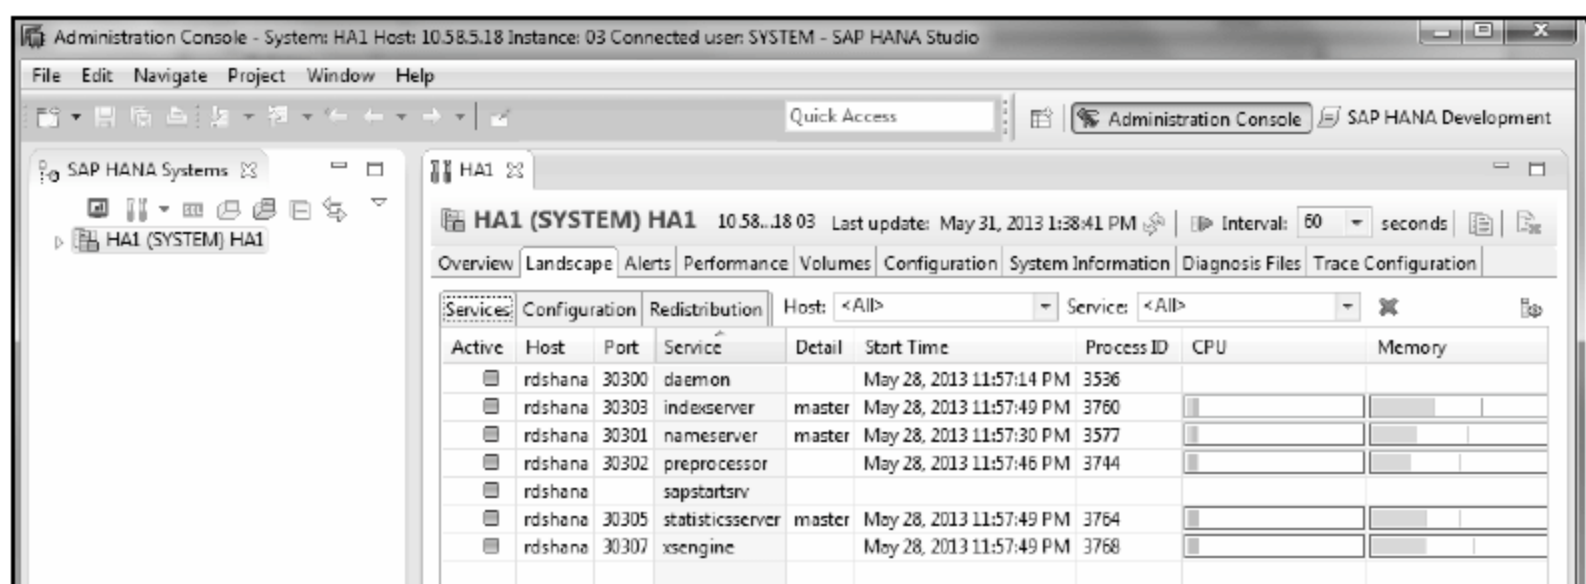 Administration Console - System: HA1 Host: 10.58.5.18 Instance: 03 Connected user: SYSTEM - SAP HANA Studio
File Edit Navigate Project Window Help
Quick Access Administration Console SAP HANA Development
SAP HANA Systems
HA1 (SYSTEM) HA1
HA1
HA1 (SYSTEM) HA1 10.58...18 03 Last update: May 31, 2013 1:38:41 PM Interval: 60 seconds
Overview Landscape Alerts Performance Volumes Configuration System Information Diagnosis Files Trace Configuration
Services Configuration Redistribution Host: <All> Service: <All>
Active Host Port Service Detail Start Time Process ID CPU Memory
rdshana 30300 daemon May 28, 2013 11:57:14 PM 3536
rdshana 30303 indexserver master May 28, 2013 11:57:49 PM 3760
rdshana 30301 nameserver master May 28, 2013 11:57:30 PM 3577
rdshana 30302 preprocessor May 28, 2013 11:57:46 PM 3744
rdshana sapstartsrv
rdshana 30305 statisticsserver master May 28, 2013 11:57:49 PM 3764
rdshana 30307 xsengine May 28, 2013 11:57:49 PM 3768